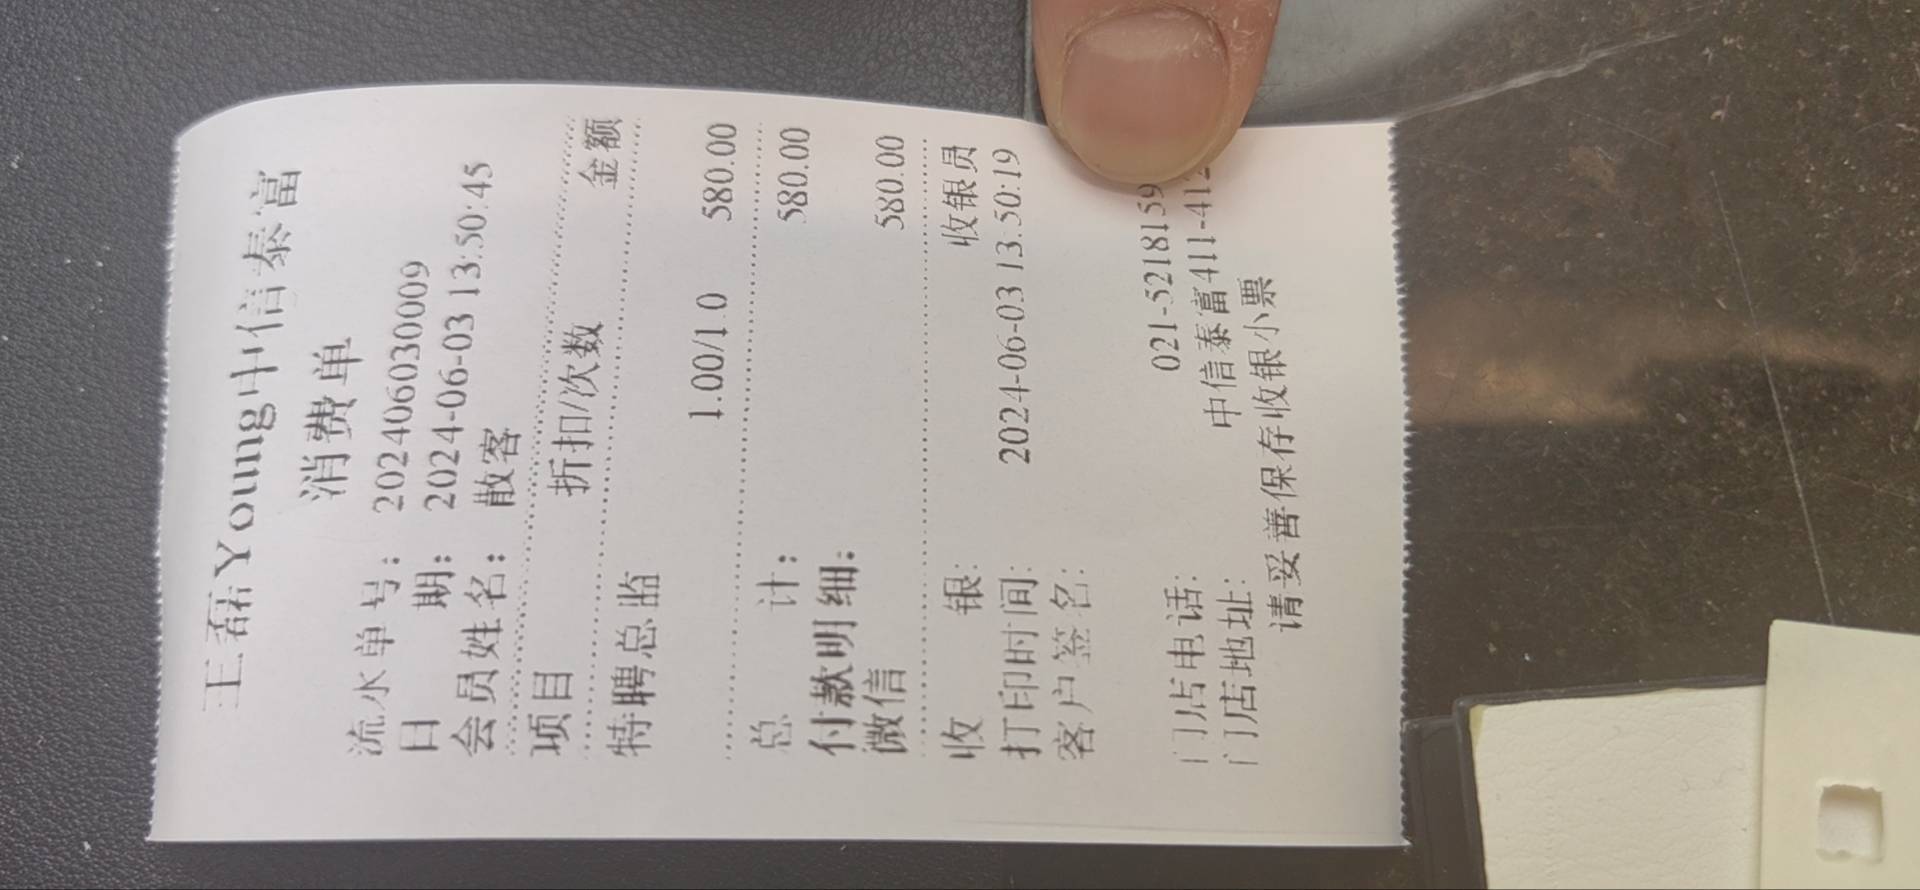 王磊Young中信泰富
消费单
流水单号： 202406030009
日 期： 2024-06-03 13:50:45
会员姓名： 散客
项目 折扣/次数 金额
特聘总监
1.00/1.0 580.00
总 计： 580.00
付款明细：
微信 580.00
收 银： 收银员
打印时间： 2024-06-03 13:50:19
客户签名：
门店电话： 021-5218159
门店地址： 中信泰富411-412
请妥善保存收银小票